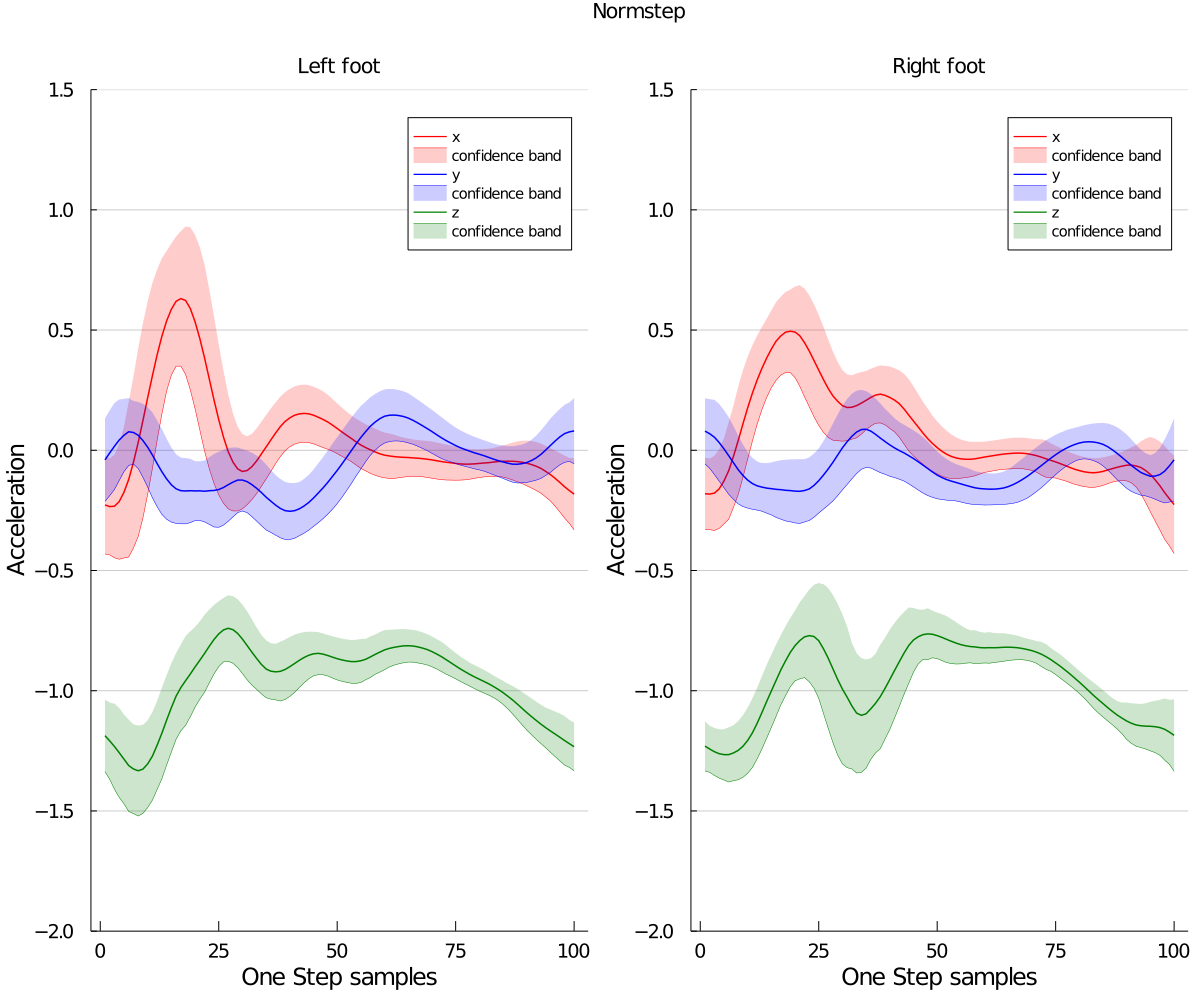 Normstep
Left foot
1.5
1.0
0.5
0.0
−0.5
−1.0
−1.5
−2.0
Acceleration
x
confidence band
y
confidence band
z
confidence band
0 25 50 75 100
One Step samples
Right foot
1.5
1.0
0.5
0.0
−0.5
−1.0
−1.5
−2.0
Acceleration
x
confidence band
y
confidence band
z
confidence band
0 25 50 75 100
One Step samples